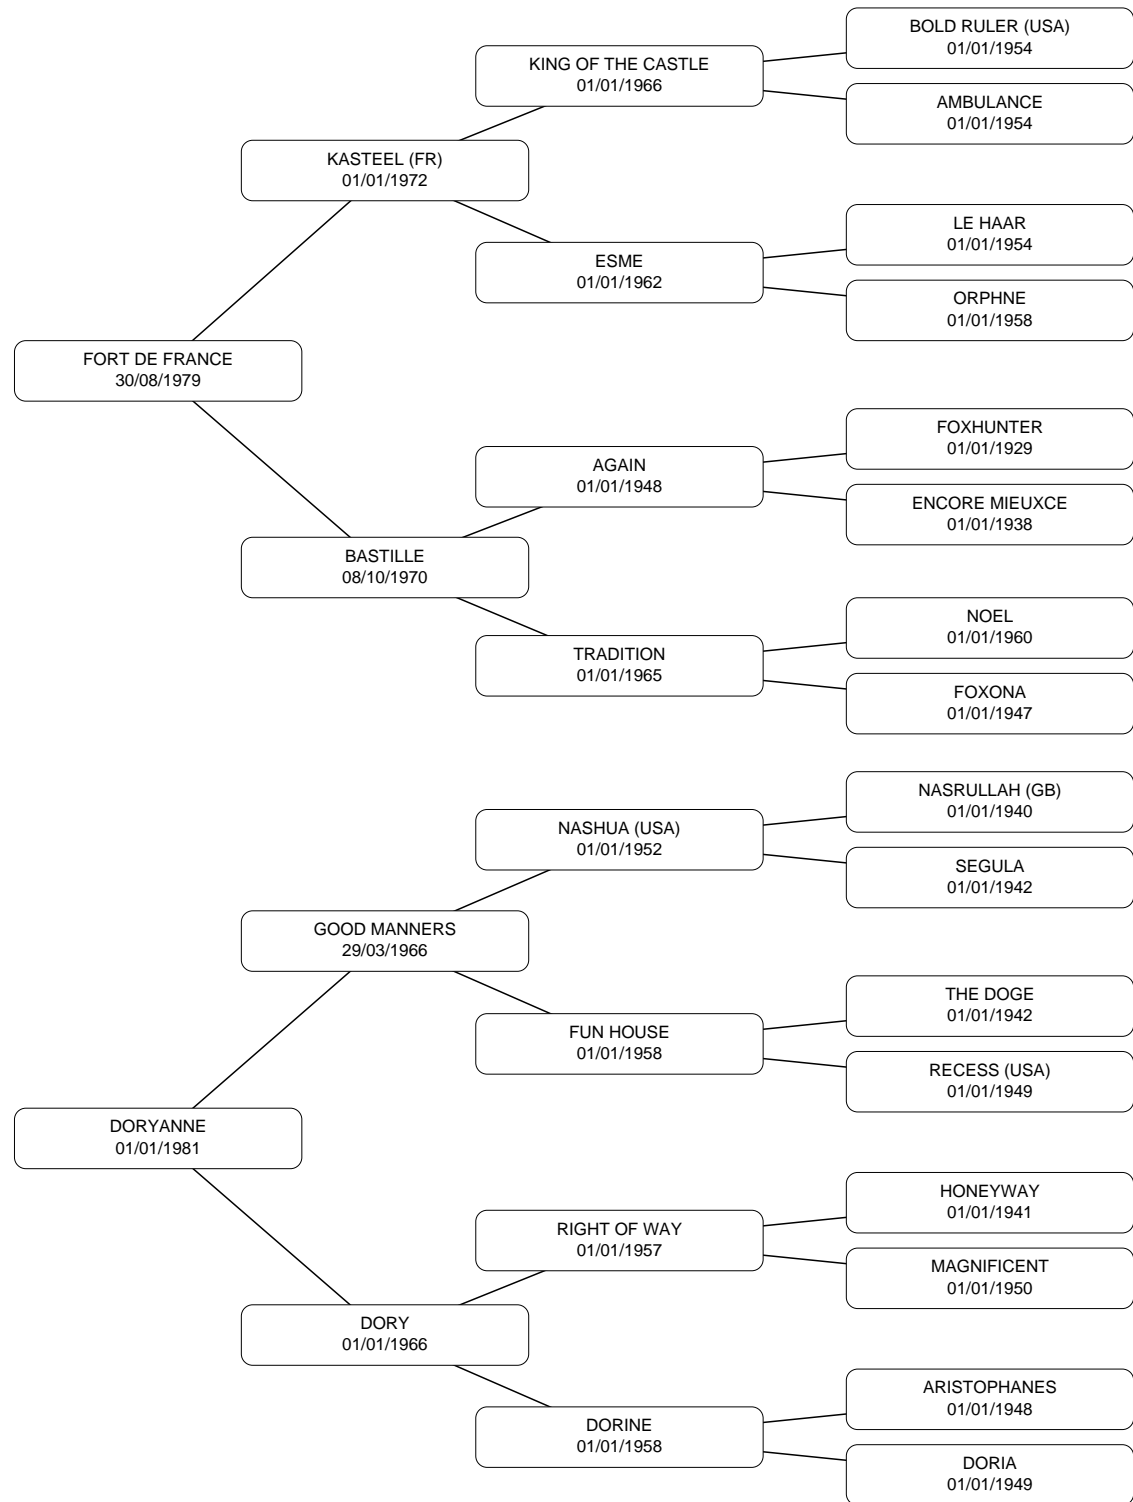 BOLD RULER (USA)
01/01/1954
KING OF THE CASTLE
01/01/1966
AMBULANCE
01/01/1954
KASTEEL (FR)
01/01/1972
LE HAAR
01/01/1954
ESME
01/01/1962
ORPHNE
01/01/1958
FORT DE FRANCE
30/08/1979
FOXHUNTER
01/01/1929
AGAIN
01/01/1948
ENCORE MIEUXCE
01/01/1938
BASTILLE
08/10/1970
NOEL
01/01/1960
TRADITION
01/01/1965
FOXONA
01/01/1947
NASRULLAH (GB)
01/01/1940
NASHUA (USA)
01/01/1952
SEGULA
01/01/1942
GOOD MANNERS
29/03/1966
THE DOGE
01/01/1942
FUN HOUSE
01/01/1958
RECESS (USA)
01/01/1949
DORYANNE
01/01/1981
HONEYWAY
01/01/1941
RIGHT OF WAY
01/01/1957
MAGNIFICENT
01/01/1950
DORY
01/01/1966
ARISTOPHANES
01/01/1948
DORINE
01/01/1958
DORIA
01/01/1949